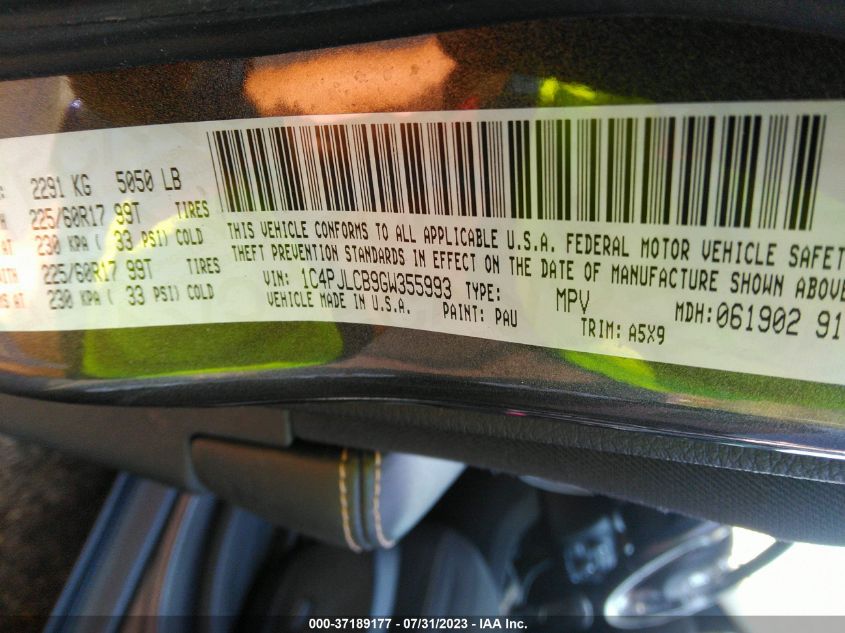 2291 KG 5050 LB
225/60R17 99T TIRES
AT 230 KPA ( 33 PSI) COLD
225/60R17 99T TIRES
230 KPA ( 33 PSI) COLD
THIS VEHICLE CONFORMS TO ALL APPLICABLE U.S.A. FEDERAL MOTOR VEHICLE SAFET
THEFT PREVENTION STANDARDS IN EFFECT ON THE DATE OF MANUFACTURE SHOWN ABOVE
VIN: 1C4PJLCB9GW355993 TYPE: MPV MDH:061902 91
VEHICLE MADE IN U.S.A. PAINT: PAU TRIM: A5X9
000-37189177 - 07/31/2023 - IAA Inc.